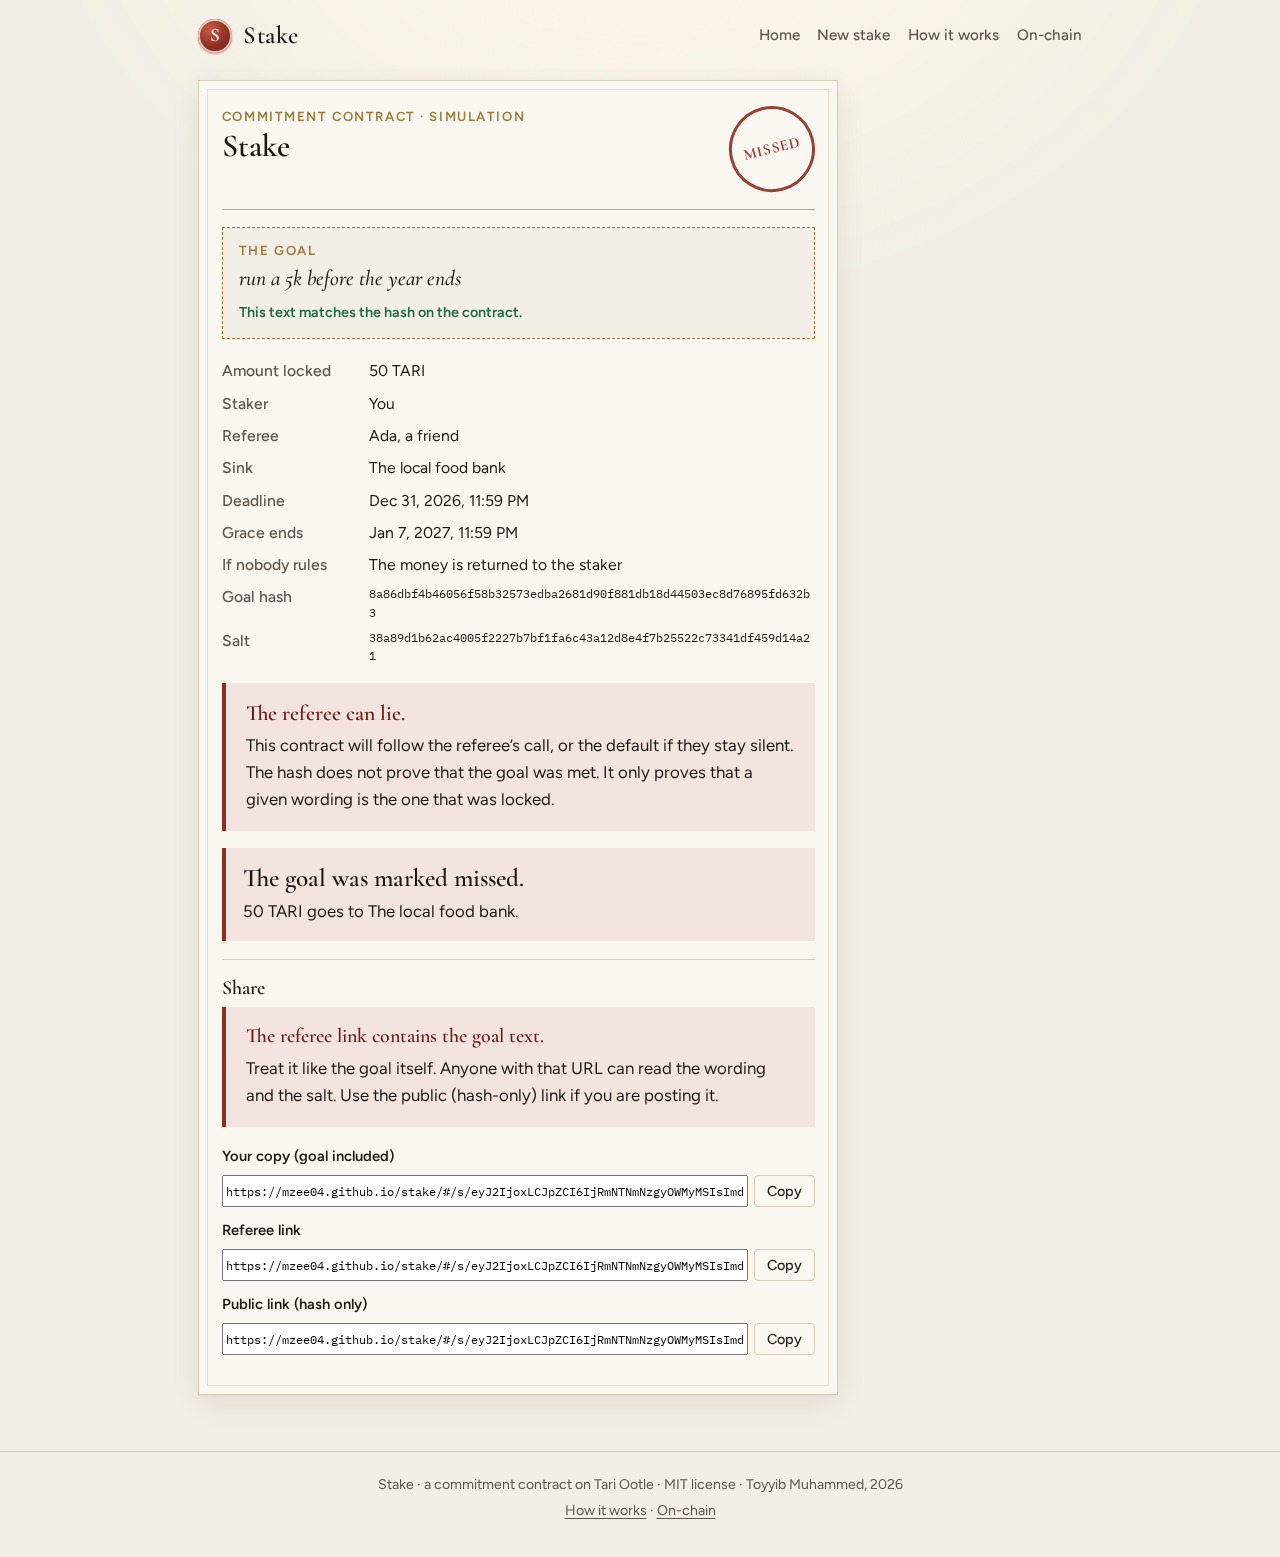 S Stake
Home New stake How it works On-chain
COMMITMENT CONTRACT · SIMULATION
Stake
MISSED
THE GOAL
run a 5k before the year ends
This text matches the hash on the contract.
Amount locked 50 TARI
Staker You
Referee Ada, a friend
Sink The local food bank
Deadline Dec 31, 2026, 11:59 PM
Grace ends Jan 7, 2027, 11:59 PM
If nobody rules The money is returned to the staker
Goal hash 8a86dbf4b46056f58b32573edba2681d90f881db18d44503ec8d76895fd632b
3
Salt 38a89d1b62ac4005f2227b7bf1fa6c43a12d8e4f7b25522c73341df459d14a2
1
The referee can lie.
This contract will follow the referee’s call, or the default if they stay silent.
The hash does not prove that the goal was met. It only proves that a
given wording is the one that was locked.
The goal was marked missed.
50 TARI goes to The local food bank.
Share
The referee link contains the goal text.
Treat it like the goal itself. Anyone with that URL can read the wording
and the salt. Use the public (hash-only) link if you are posting it.
Your copy (goal included)
https://mzee04.github.io/stake/#/s/eyJ2IjoxLCJpZCI6IjRmNTNmNzgyOWMyMSIsImd Copy
Referee link
https://mzee04.github.io/stake/#/s/eyJ2IjoxLCJpZCI6IjRmNTNmNzgyOWMyMSIsImd Copy
Public link (hash only)
https://mzee04.github.io/stake/#/s/eyJ2IjoxLCJpZCI6IjRmNTNmNzgyOWMyMSIsImd Copy
Stake · a commitment contract on Tari Ootle · MIT license · Toyyib Muhammed, 2026
How it works · On-chain